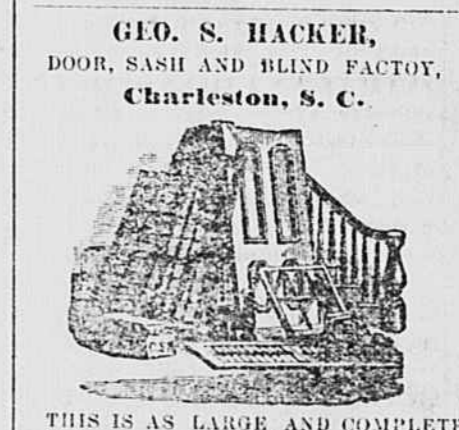 GEO. S. HACKER,
DOOR, SASH AND BLIND FACTOY,
Charleston, S. C.
THIS IS AS LARGE AND COMPLETE